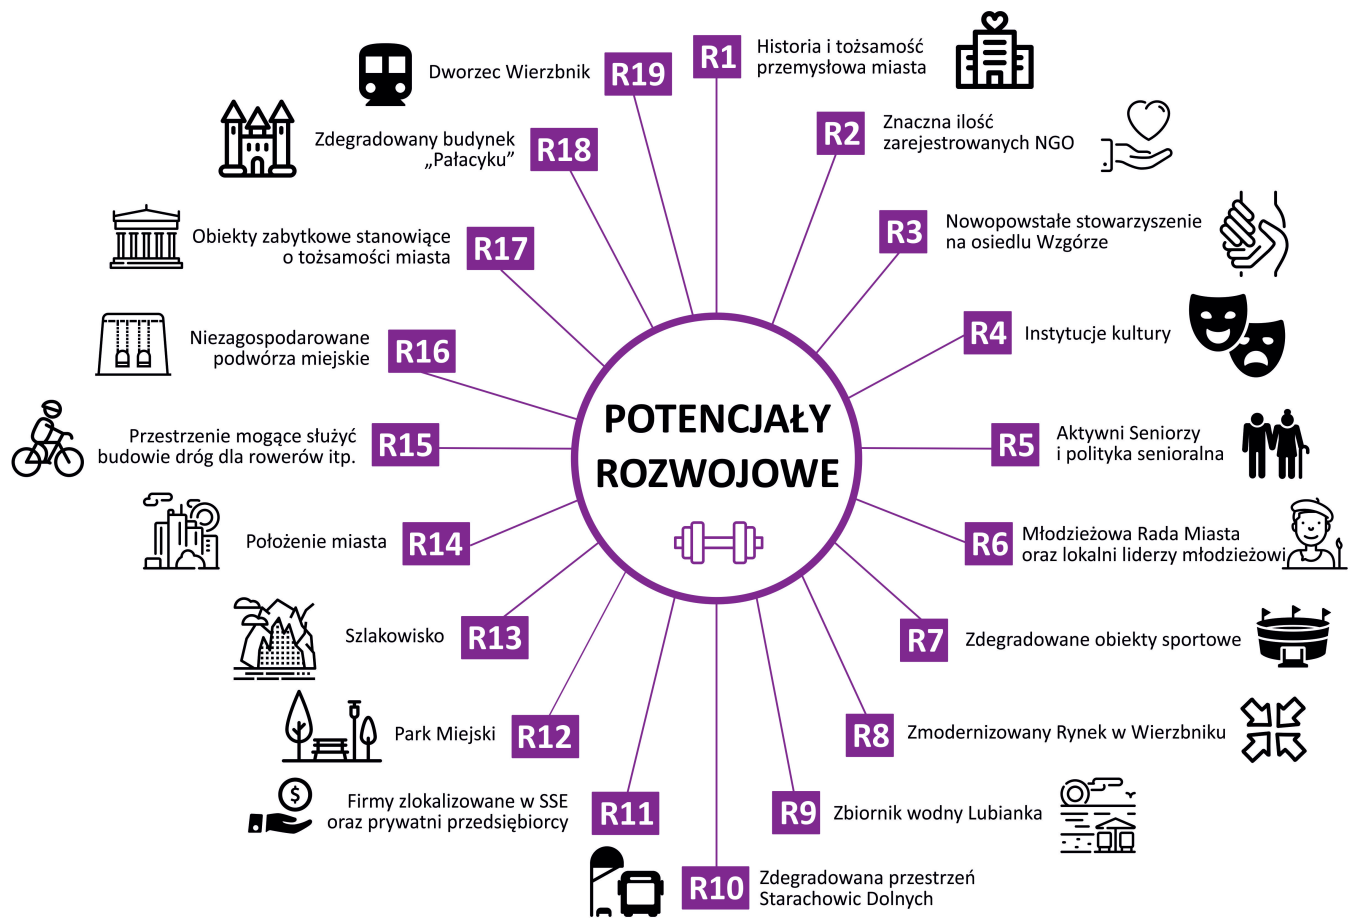 POTENCJAŁY
ROZWOJOWE
R1
Historia i tożsamość
przemysłowa miasta
R2
Znaczna ilość
zarejestrowanych NGO
R3
Nowopowstałe stowarzyszenie
na osiedlu Wzgórze
R4
Instytucje kultury
R5
Aktywni Seniorzy
i polityka senioralna
R6
Młodzieżowa Rada Miasta
oraz lokalni liderzy młodzieżowi
R7
Zdegradowane obiekty sportowe
R8
Zmodernizowany Rynek w Wierzbniku
R9
Zbiornik wodny Lubianka
R10
Zdegradowana przestrzeń
Starachowic Dolnych
R11
Firmy zlokalizowane w SSE
oraz prywatni przedsiębiorcy
$
R12
Park Miejski
R13
Szlakowisko
R14
Położenie miasta
R15
Przestrzenie mogące służyć
budowie dróg dla rowerów itp.
R16
Niezagospodarowane
podwórza miejskie
R17
Obiekty zabytkowe stanowiące
o tożsamości miasta
R18
Zdegradowany budynek
„Pałacyku”
R19
Dworzec Wierzbnik